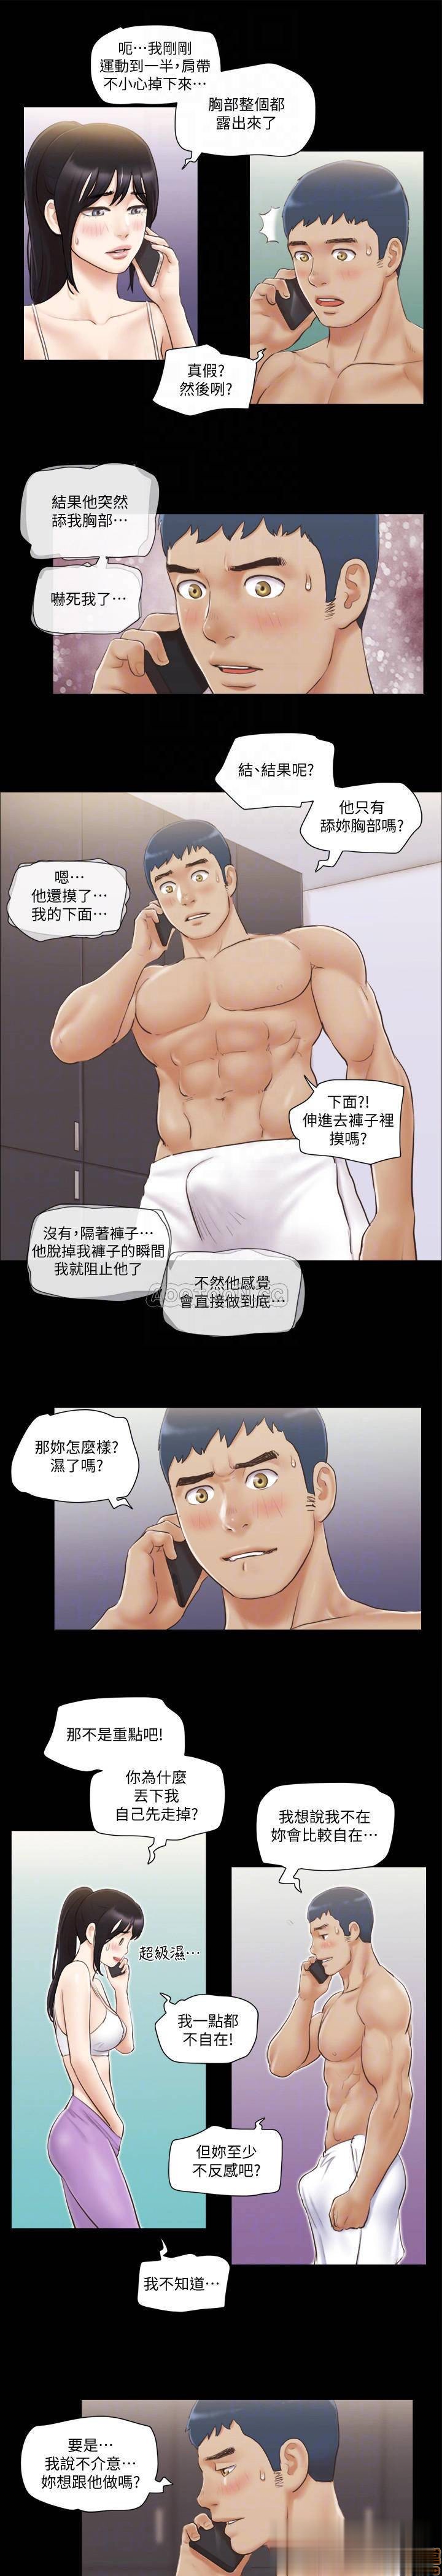 呃…我剛剛
運動到一半，肩帶
不小心掉下來…
胸部整個都
露出來了
真假?
然後咧?
結果他突然
舔我胸部…
嚇死我了…
結、結果呢?
他只有
舔妳胸部嗎?
嗯…
他還摸了…
我的下面…
下面?!
伸進去褲子裡
摸嗎?
沒有，隔著褲子…
他脫掉我褲子的瞬間
我就阻止他了
不然他感覺
會直接做到底…
那妳怎麼樣?
濕了嗎?
那不是重點吧!
你為什麼
丟下我
自己先走掉?
我想說我不在
妳會比較自在…
超級濕…
我一點都
不自在!
但妳至少
不反感吧?
我不知道…
要是…
我說不介意…
妳想跟他做嗎?